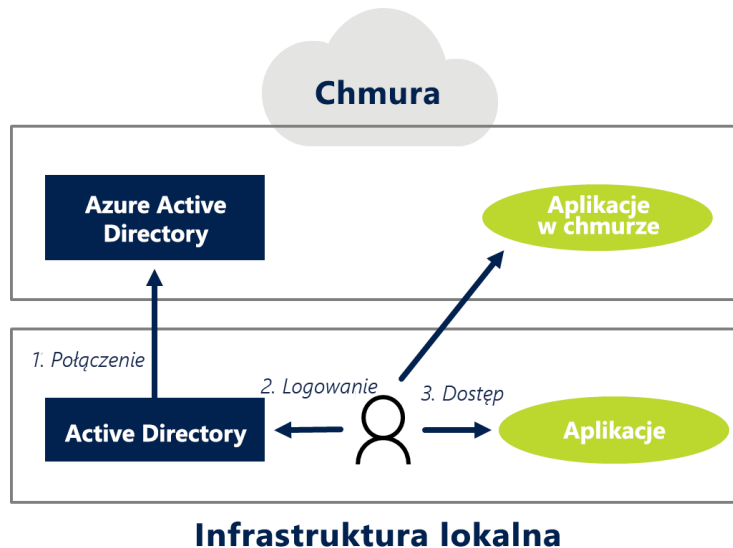 Chmura
Azure Active
Directory
Aplikacje
w chmurze
1. Połączenie
2. Logowanie
3. Dostęp
Active Directory
Aplikacje
Infrastruktura lokalna